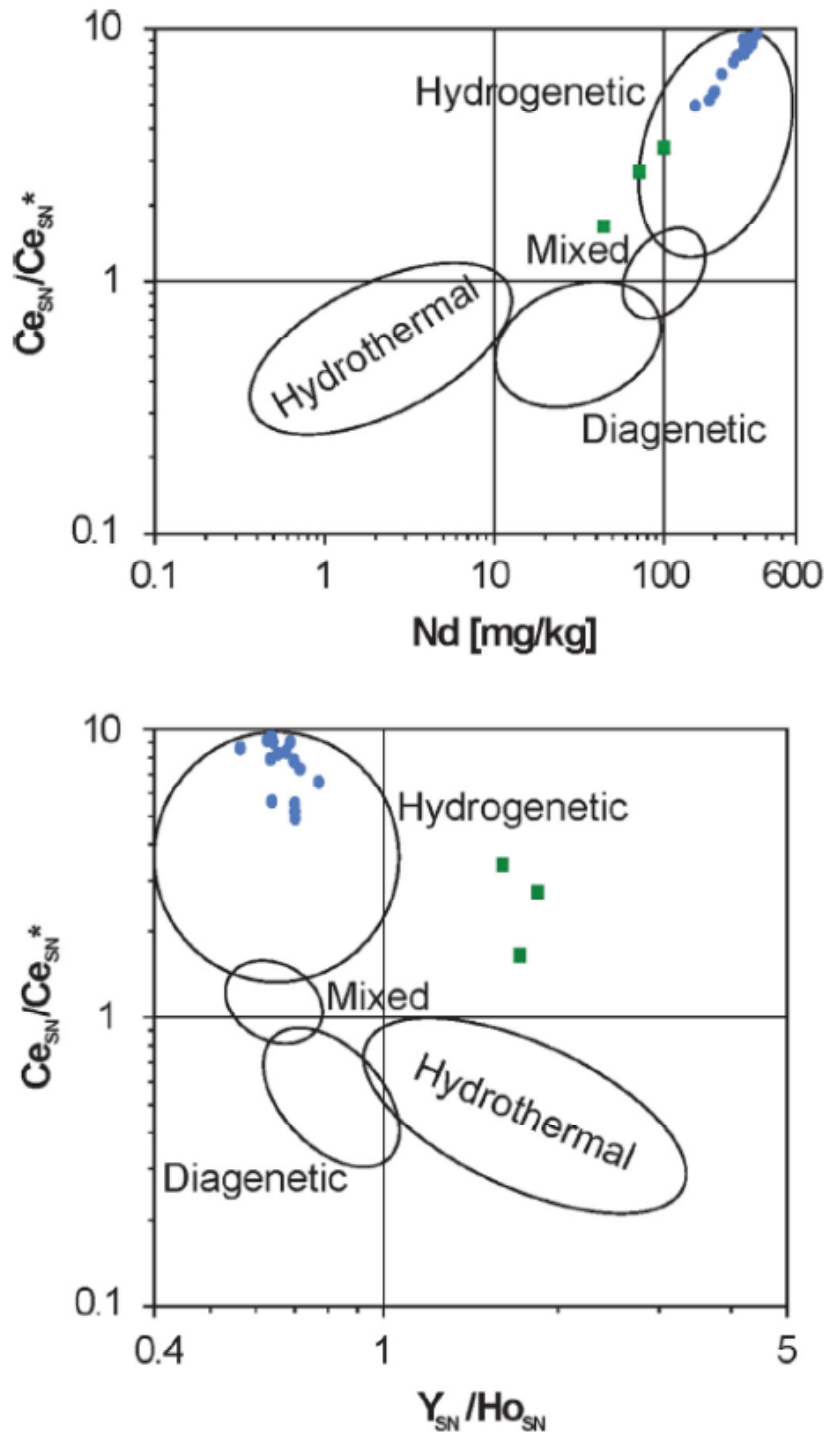 10
Hydrogenetic
Ce_SN/Ce_SN*
Mixed
1
Hydrothermal
Diagenetic
0.1
0.1 1 10 100 600
Nd [mg/kg]
10
Hydrogenetic
Ce_SN/Ce_SN*
Mixed
1
Hydrothermal
Diagenetic
0.1
0.4 1 5
Y_SN/Ho_SN